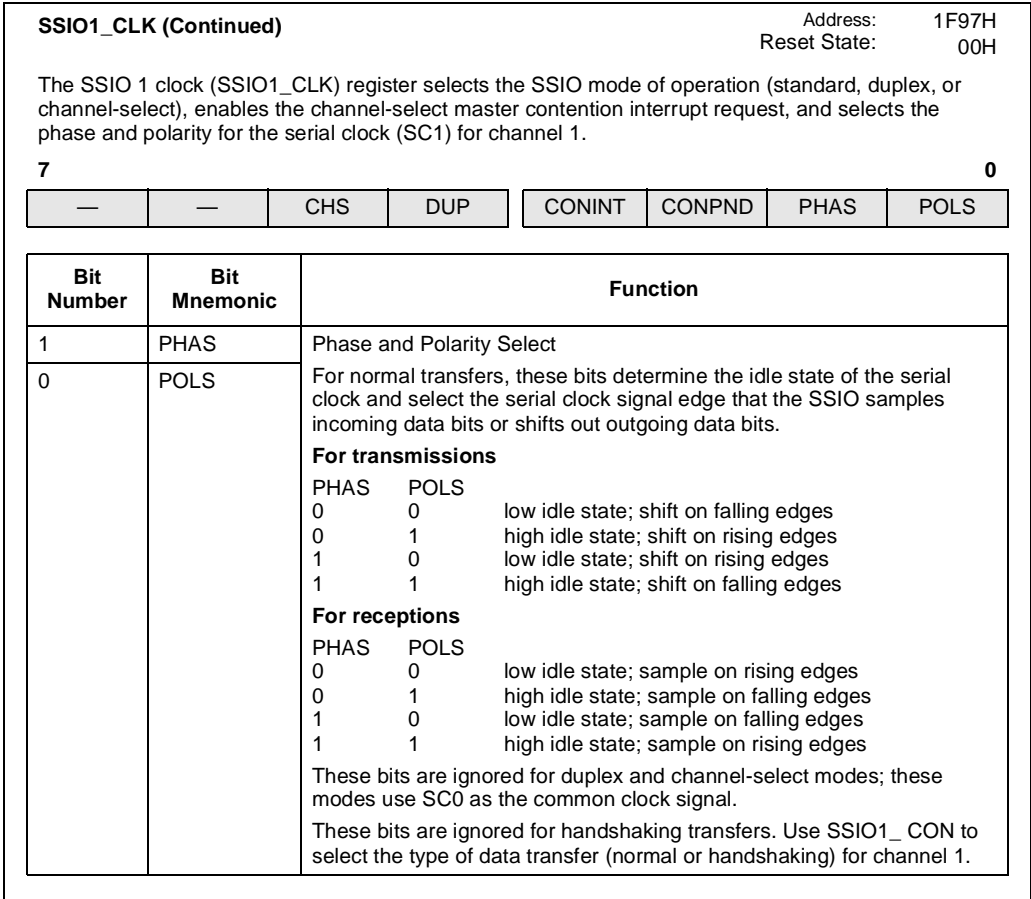 SSIO1_CLK (Continued) Address: 1F97H
Reset State: 00H
The SSIO 1 clock (SSIO1_CLK) register selects the SSIO mode of operation (standard, duplex, or
channel-select), enables the channel-select master contention interrupt request, and selects the
phase and polarity for the serial clock (SC1) for channel 1.
7 0
— — CHS DUP CONINT CONPND PHAS POLS
Bit Number Bit Mnemonic Function
1 PHAS Phase and Polarity Select
0 POLS For normal transfers, these bits determine the idle state of the serial
clock and select the serial clock signal edge that the SSIO samples
incoming data bits or shifts out outgoing data bits.
For transmissions
PHAS POLS
0 0 low idle state; shift on falling edges
0 1 high idle state; shift on rising edges
1 0 low idle state; shift on rising edges
1 1 high idle state; shift on falling edges
For receptions
PHAS POLS
0 0 low idle state; sample on rising edges
0 1 high idle state; sample on falling edges
1 0 low idle state; sample on falling edges
1 1 high idle state; sample on rising edges
These bits are ignored for duplex and channel-select modes; these
modes use SC0 as the common clock signal.
These bits are ignored for handshaking transfers. Use SSIO1_ CON to
select the type of data transfer (normal or handshaking) for channel 1.